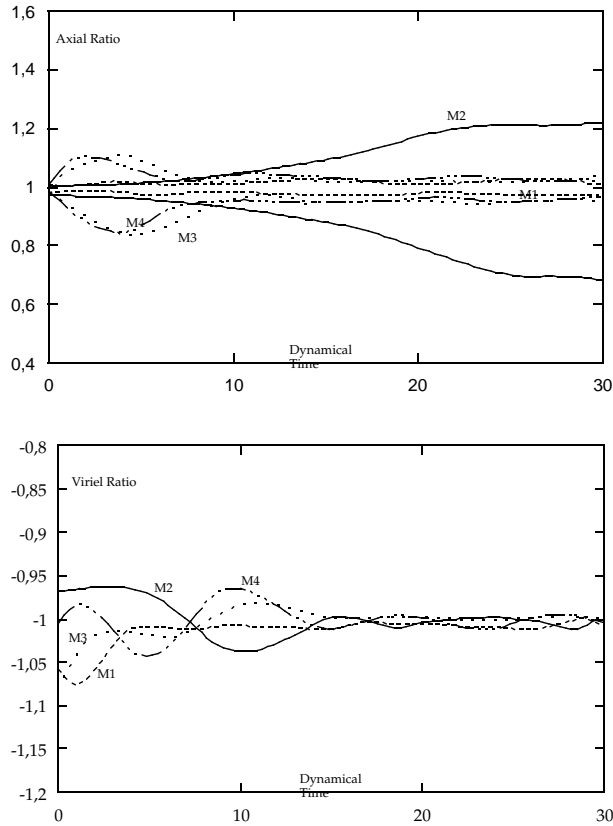 1,6
Axial Ratio
1,4
M2
1,2
1
M1
M4
M3
0,8
0,6
Dynamical
Time
0,4
0
10
20
30
-0,8
Viriel Ratio
-0,85
-0,9
-0,95
M2
M4
-1
M3
M1
-1,05
-1,1
-1,15
Dynamical
Time
-1,2
0
10
20
30